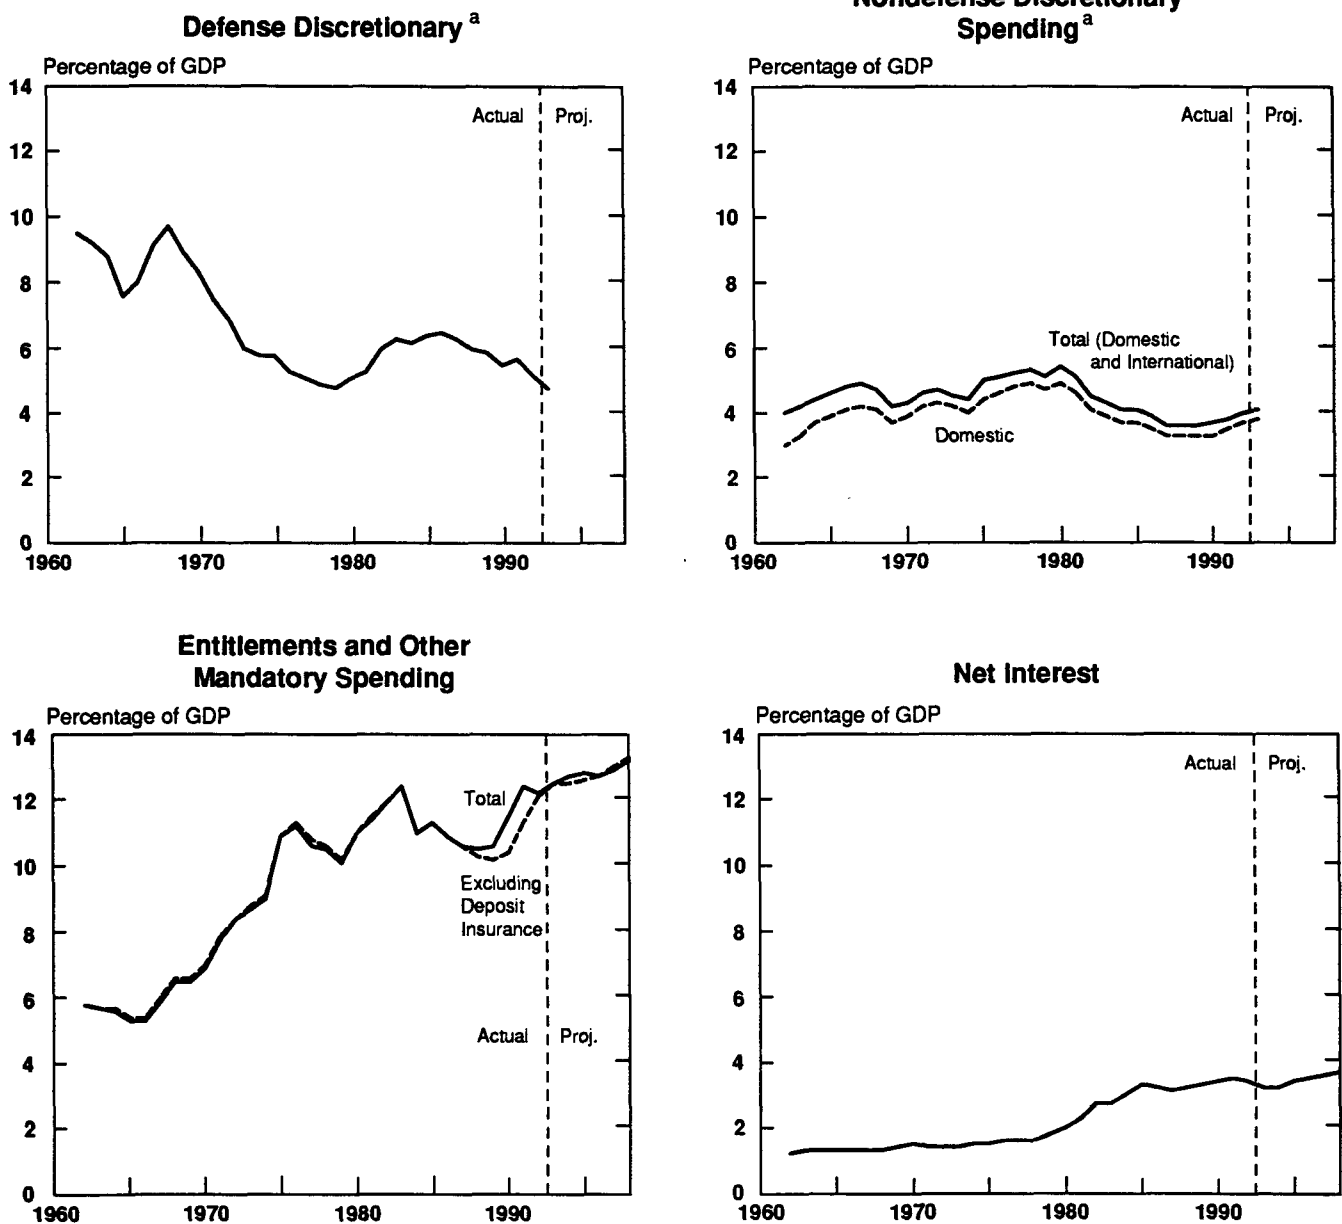 Defense Discretionary a
Percentage of GDP
14
12
10
8
6
4
2
0
Actual
Proj.
1960
1970
1980
1990
Nondefense Discretionary
Spending a
Percentage of GDP
14
12
10
8
6
4
2
0
Actual
Proj.
Total (Domestic
and International)
Domestic
1960
1970
1980
1990
Entitlements and Other
Mandatory Spending
Percentage of GDP
14
12
10
8
6
4
2
0
Total
Excluding
Deposit
Insurance
Actual
Proj.
1960
1970
1980
1990
Net Interest
Percentage of GDP
14
12
10
8
6
4
2
0
Actual
Proj.
1960
1970
1980
1990